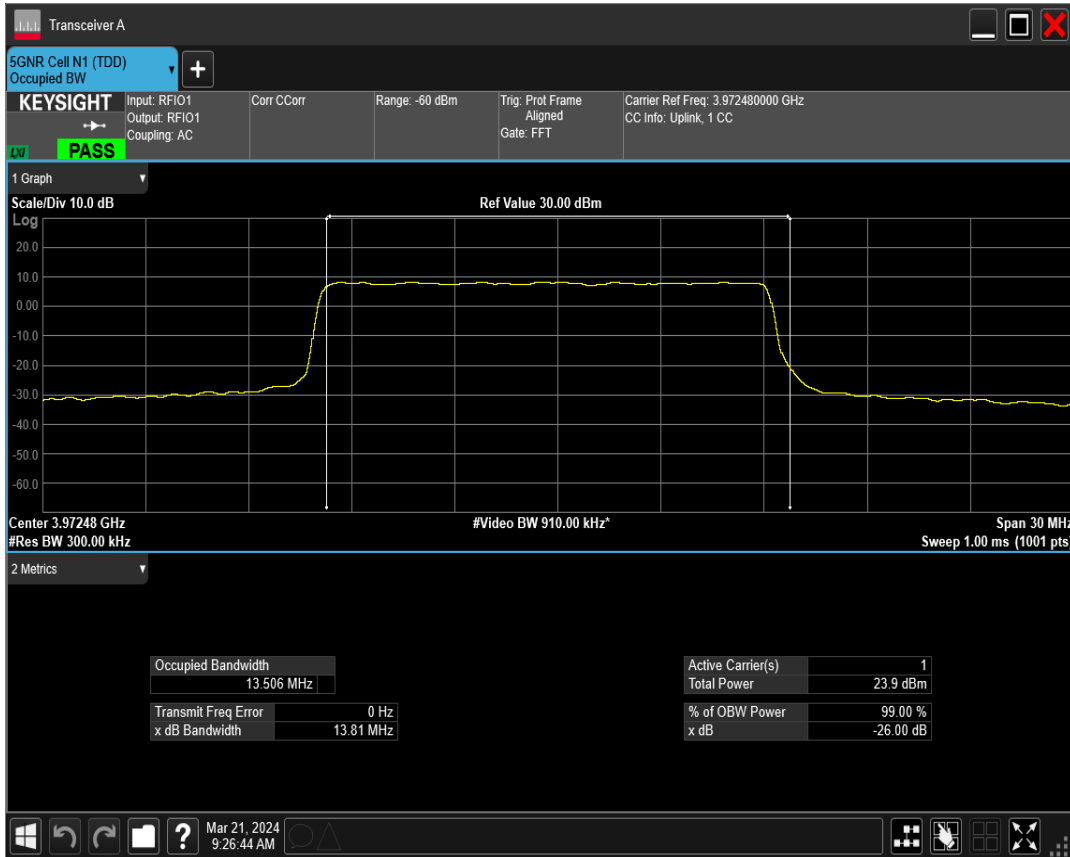 Transceiver A
5GNR Cell N1 (TDD)
Occupied BW
+
KEYSIGHT
LXI
PASS
Input: RFIO1
Output: RFIO1
Coupling: AC
Corr CCorr
Range: -60 dBm
Trig: Prot Frame
Aligned
Gate: FFT
Carrier Ref Freq: 3.972480000 GHz
CC Info: Uplink, 1 CC
1 Graph
Scale/Div 10.0 dB
Ref Value 30.00 dBm
Log
20.0
10.0
0.00
-10.0
-20.0
-30.0
-40.0
-50.0
-60.0
Center 3.97248 GHz
#Video BW 910.00 kHz*
Span 30 MHz
#Res BW 300.00 kHz
Sweep 1.00 ms (1001 pts)
2 Metrics
Occupied Bandwidth
13.506 MHz
Transmit Freq Error 0 Hz
x dB Bandwidth 13.81 MHz
Active Carrier(s) 1
Total Power 23.9 dBm
% of OBW Power 99.00 %
x dB -26.00 dB
?
Mar 21, 2024
9:26:44 AM